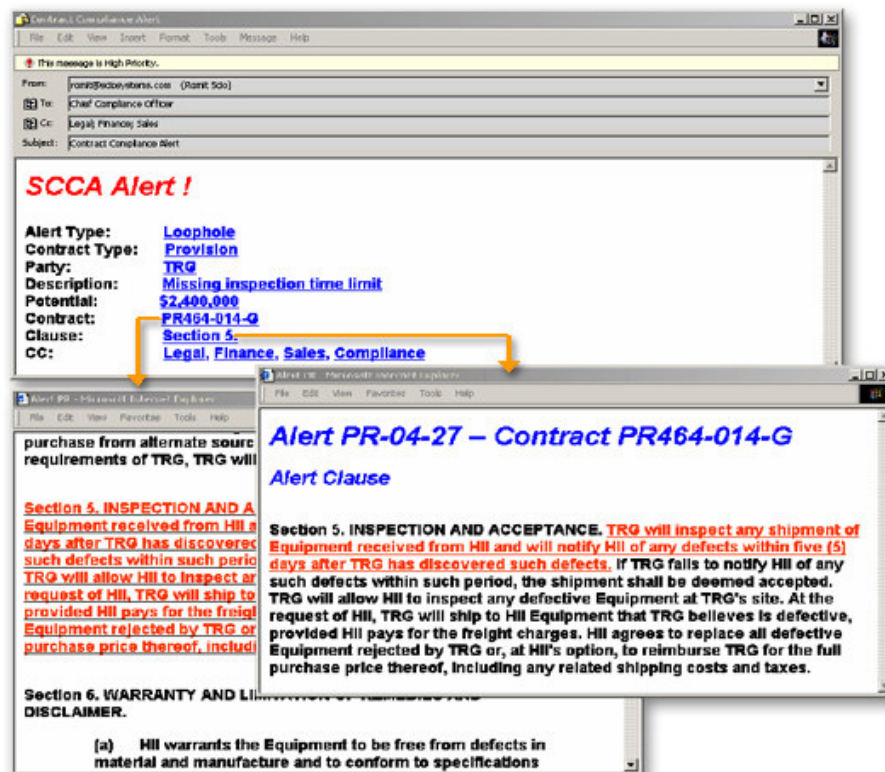 Contract Compliance Alert
File Edit View Insert Format Tools Message Help
This message is High Priority.
From: (Ramit Sdo)
To: Chief Compliance Officer
Cc: Legal; Finance; Sales
Subject: Contract Compliance Alert
SCCA Alert !
Alert Type: Loophole
Contract Type: Provision
Party: TRG
Description: Missing inspection time limit
Potential: $2,400,000
Contract: PR464-014-G
Clause: Section 5.
CC: Legal, Finance, Sales, Compliance
Alert PR - Microsoft Internet Explorer
File Edit View Favorites Tools Help
purchase from alternate sourc
requirements of TRG, TRG will
Section 5. INSPECTION AND A
Equipment received from HII a
days after TRG has discovered
such defects within such perio
TRG will allow HII to inspect an
request of HII, TRG will ship to
provided HII pays for the freigh
Equipment rejected by TRG or
purchase price thereof, includi
Section 6. WARRANTY AND
DISCLAIMER.
(a) HII warrants the Equipment to be free from defects in
material and manufacture and to conform to specifications
Alert PR - Microsoft Internet Explorer
File Edit View Favorites Tools Help
Alert PR-04-27 – Contract PR464-014-G
Alert Clause
Section 5. INSPECTION AND ACCEPTANCE. TRG will inspect any shipment of
Equipment received from HII and will notify HII of any defects within five (5)
days after TRG has discovered such defects. If TRG fails to notify HII of any
such defects within such period, the shipment shall be deemed accepted.
TRG will allow HII to inspect any defective Equipment at TRG's site. At the
request of HII, TRG will ship to HII Equipment that TRG believes is defective,
provided HII pays for the freight charges. HII agrees to replace all defective
Equipment rejected by TRG or, at HII's option, to reimburse TRG for the full
purchase price thereof, including any related shipping costs and taxes.